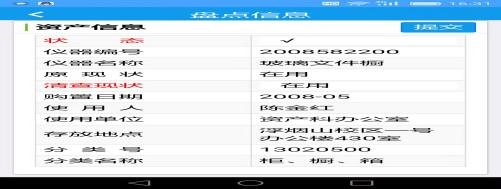 16:31
盘点信息
资产信息
提交
状 态 ✓
仪器编号 2008582200
仪器名称 玻璃文件橱
原 现 状 在用
清查现状 在用
购置日期 2008-05
使 用 人 陈金红
使用单位 资产科办公室
存放地点 浮烟山校区一号
办公楼430室
分 类 号 13020500
分类名称 柜、橱、箱